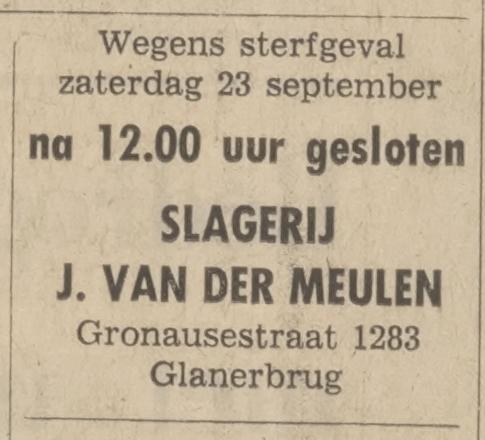 Wegens sterfgeval
zaterdag 23 september
na 12.00 uur gesloten
SLAGERIJ
J. VAN DER MEULEN
Gronausestraat 1283
Glanerbrug